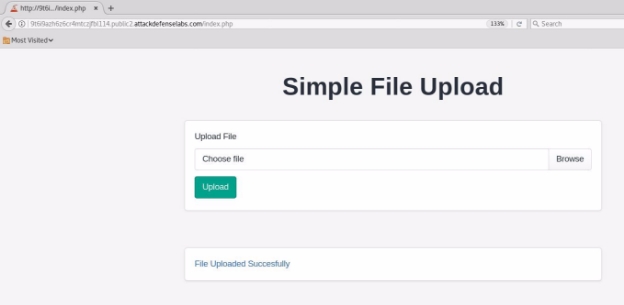 http://9t6i.../index.php
9t6i9azh6z6cr4mtczjfbl114.public2.attackdefenselabs.com/index.php
133%
Search
Most Visited
Simple File Upload
Upload File
Choose file
Browse
Upload
File Uploaded Succesfully